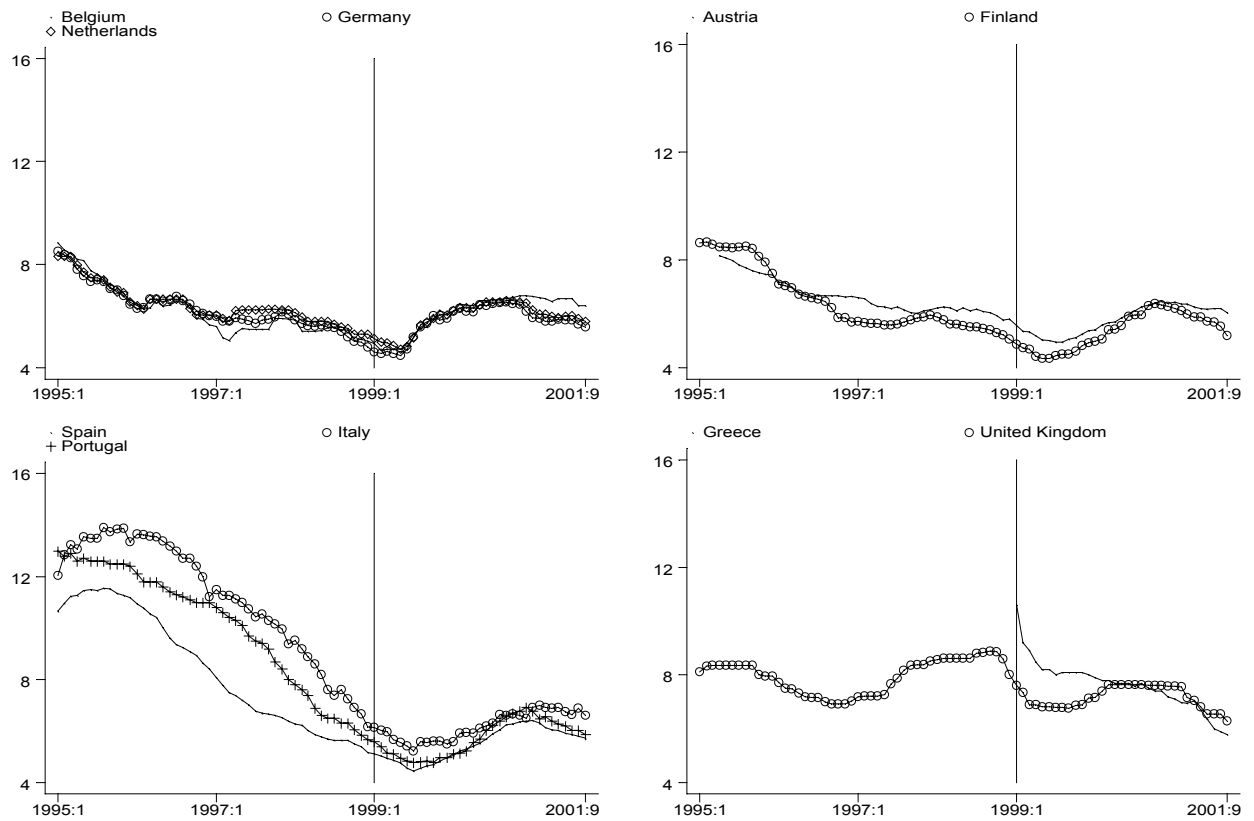 Belgium Germany
Netherlands
16
12
8
4
1995:1 1997:1 1999:1 2001:9
Austria Finland
16
12
8
4
1995:1 1997:1 1999:1 2001:9
Spain Italy
Portugal
16
12
8
4
1995:1 1997:1 1999:1 2001:9
Greece United Kingdom
16
12
8
4
1995:1 1997:1 1999:1 2001:9